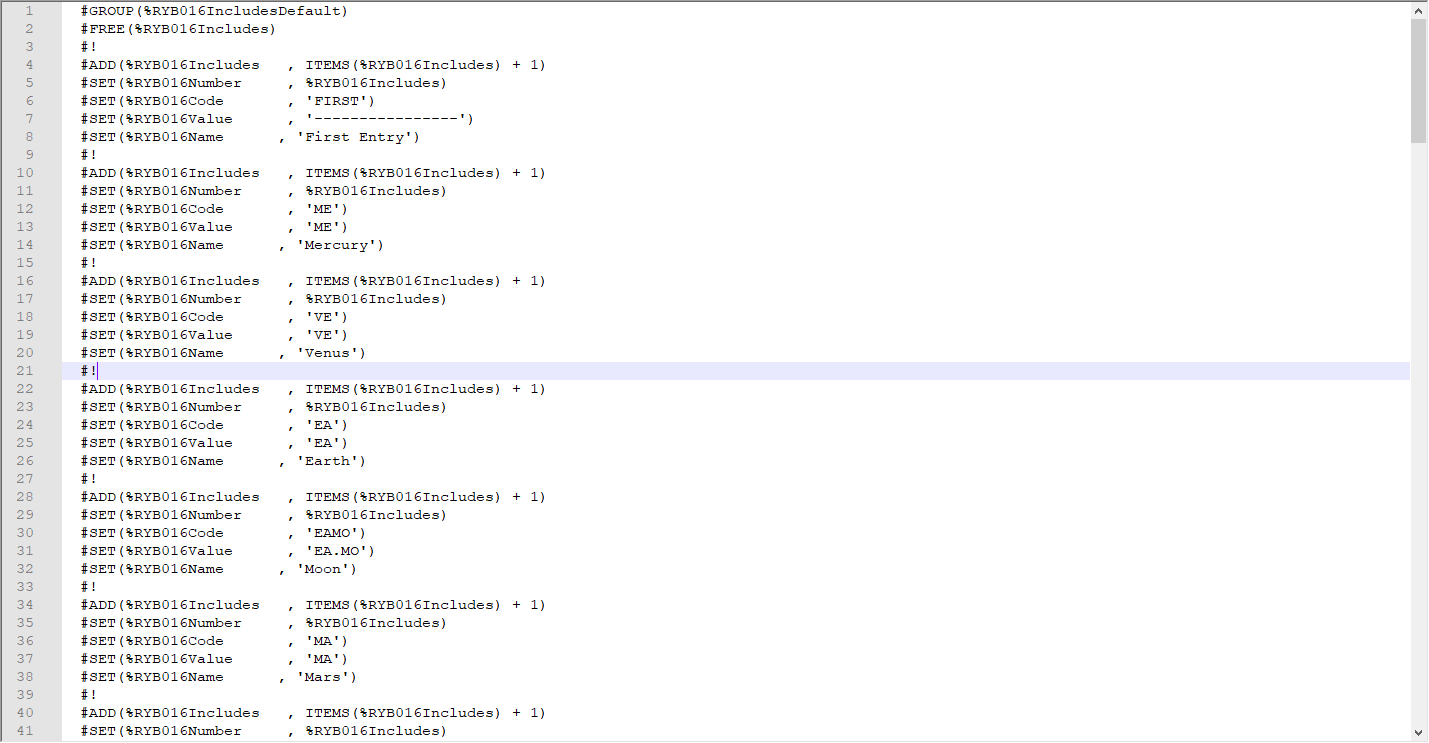 1 #GROUP(%RYB016IncludesDefault)
2 #FREE(%RYB016Includes)
3 #!
4 #ADD(%RYB016Includes   , ITEMS(%RYB016Includes) + 1)
5 #SET(%RYB016Number     , %RYB016Includes)
6 #SET(%RYB016Code       , 'FIRST')
7 #SET(%RYB016Value      , '----------------')
8 #SET(%RYB016Name      , 'First Entry')
9 #!
10 #ADD(%RYB016Includes   , ITEMS(%RYB016Includes) + 1)
11 #SET(%RYB016Number     , %RYB016Includes)
12 #SET(%RYB016Code       , 'ME')
13 #SET(%RYB016Value      , 'ME')
14 #SET(%RYB016Name      , 'Mercury')
15 #!
16 #ADD(%RYB016Includes   , ITEMS(%RYB016Includes) + 1)
17 #SET(%RYB016Number     , %RYB016Includes)
18 #SET(%RYB016Code       , 'VE')
19 #SET(%RYB016Value      , 'VE')
20 #SET(%RYB016Name      , 'Venus')
21 #!
22 #ADD(%RYB016Includes   , ITEMS(%RYB016Includes) + 1)
23 #SET(%RYB016Number     , %RYB016Includes)
24 #SET(%RYB016Code       , 'EA')
25 #SET(%RYB016Value      , 'EA')
26 #SET(%RYB016Name      , 'Earth')
27 #!
28 #ADD(%RYB016Includes   , ITEMS(%RYB016Includes) + 1)
29 #SET(%RYB016Number     , %RYB016Includes)
30 #SET(%RYB016Code       , 'EAMO')
31 #SET(%RYB016Value      , 'EA.MO')
32 #SET(%RYB016Name      , 'Moon')
33 #!
34 #ADD(%RYB016Includes   , ITEMS(%RYB016Includes) + 1)
35 #SET(%RYB016Number     , %RYB016Includes)
36 #SET(%RYB016Code       , 'MA')
37 #SET(%RYB016Value      , 'MA')
38 #SET(%RYB016Name      , 'Mars')
39 #!
40 #ADD(%RYB016Includes   , ITEMS(%RYB016Includes) + 1)
41 #SET(%RYB016Number     , %RYB016Includes)